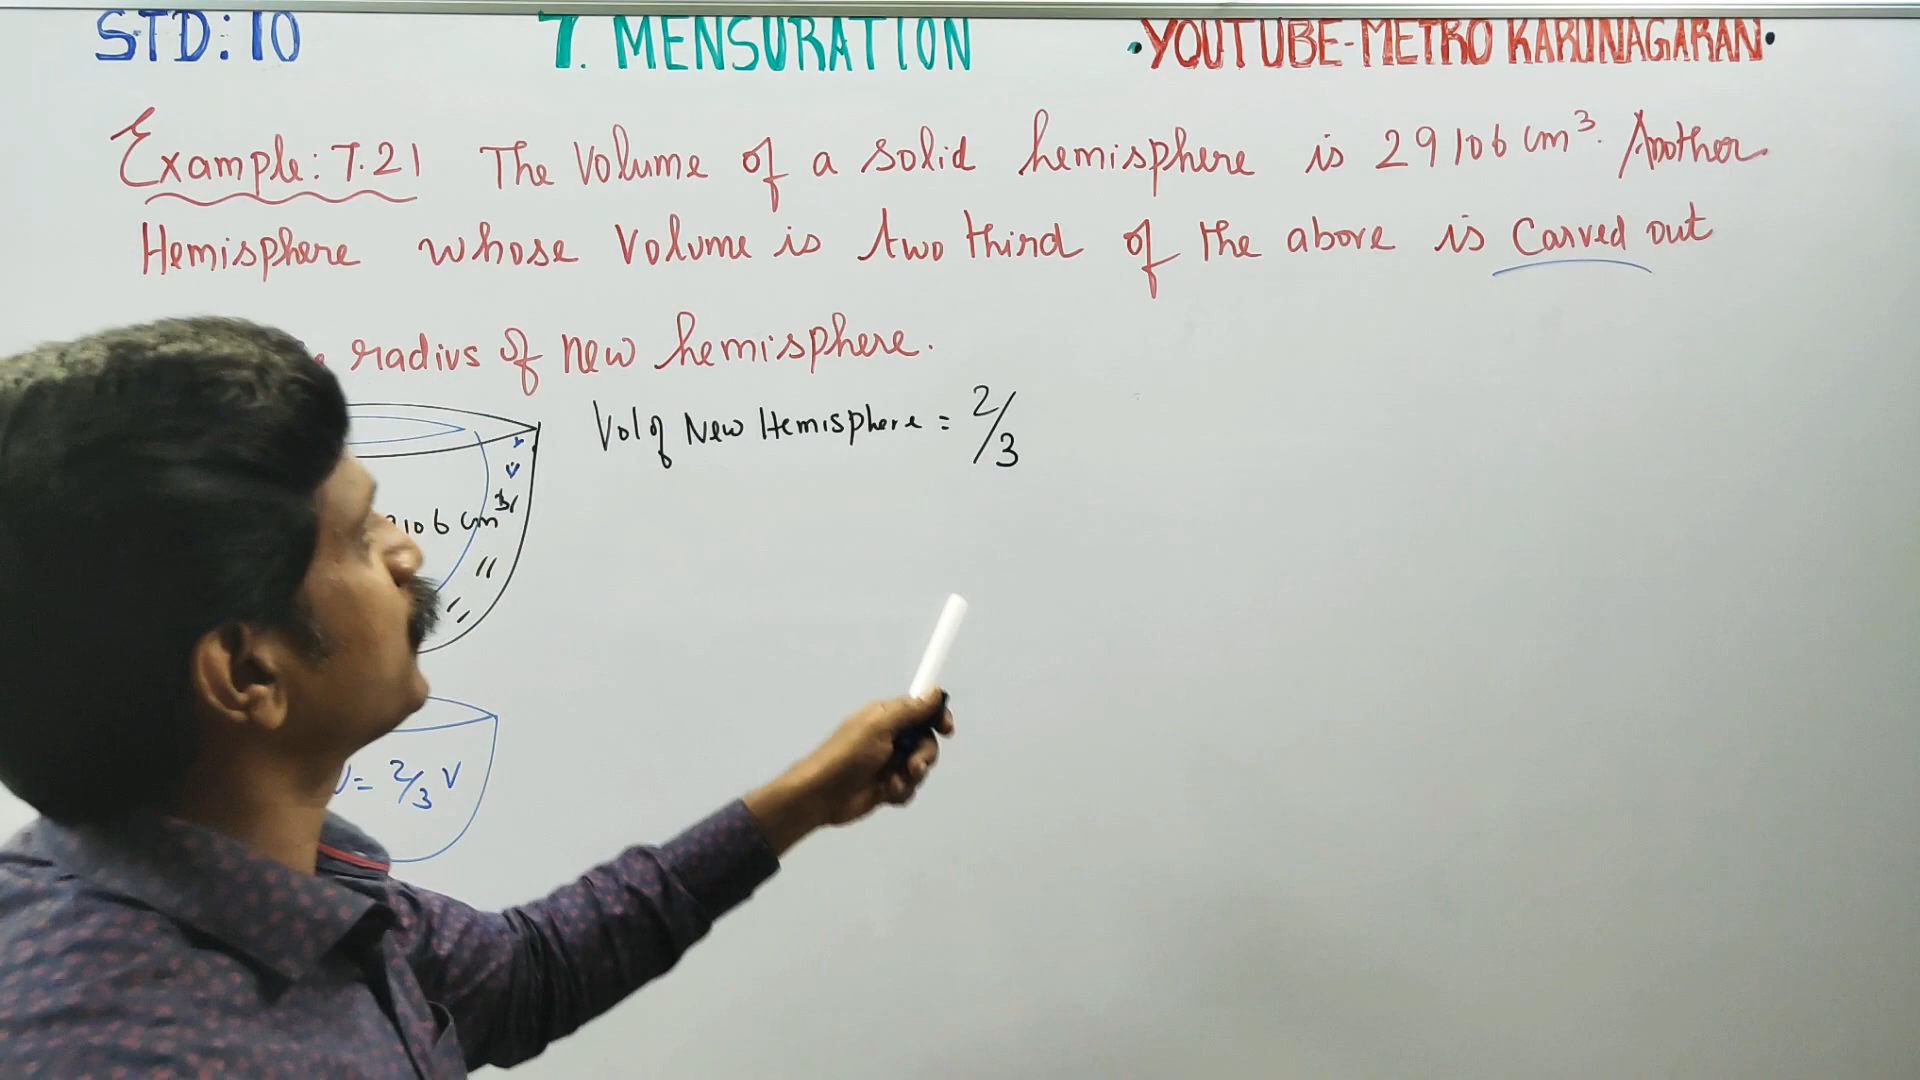 STD: 10
7. MENSURATION
•YOUTUBE-METRO KARUNAGARAN•
Example: 7.21 The Volume of a solid hemisphere is 29106 cm³. Another
Hemisphere whose Volume is two third of the above is Carved out
radius of new hemisphere.
Vol of New Hemisphere = 2/3
106 cm³
V= 2/3 V